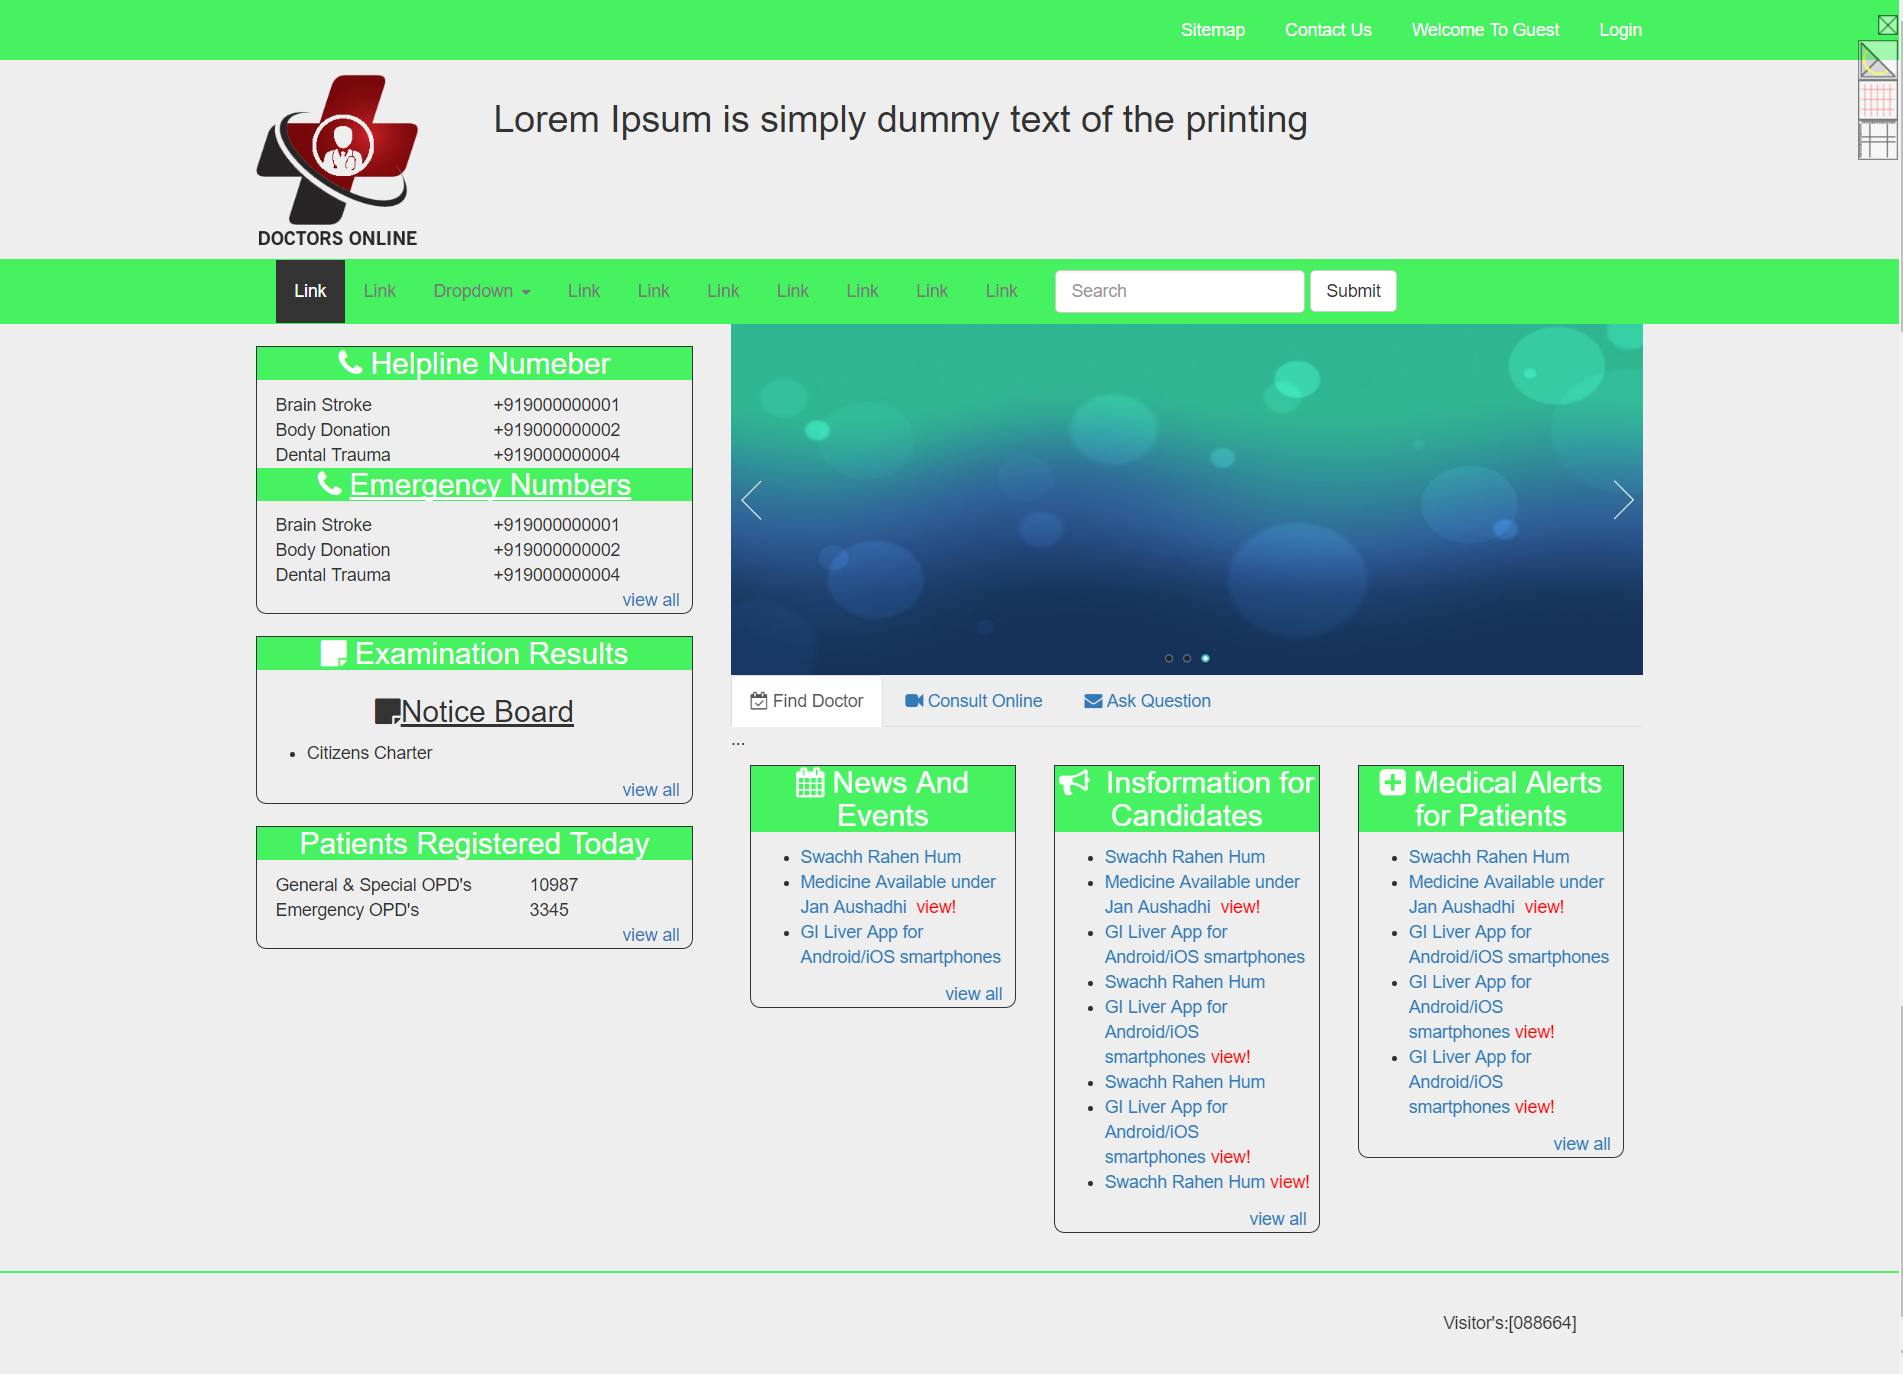 Sitemap Contact Us Welcome To Guest Login
Lorem Ipsum is simply dummy text of the printing
DOCTORS ONLINE
Link Link Dropdown Link Link Link Link Link Link Link Search Submit
Helpline Numeber
Brain Stroke +919000000001
Body Donation +919000000002
Dental Trauma +919000000004
Emergency Numbers
Brain Stroke +919000000001
Body Donation +919000000002
Dental Trauma +919000000004
view all
Examination Results
Notice Board
Citizens Charter
view all
Patients Registered Today
General & Special OPD's 10987
Emergency OPD's 3345
view all
Find Doctor Consult Online Ask Question
...
News And
Events
Swachh Rahen Hum
Medicine Available under
Jan Aushadhi view!
GI Liver App for
Android/iOS smartphones
view all
Insformation for
Candidates
Swachh Rahen Hum
Medicine Available under
Jan Aushadhi view!
GI Liver App for
Android/iOS smartphones
Swachh Rahen Hum
GI Liver App for
Android/iOS
smartphones view!
Swachh Rahen Hum
GI Liver App for
Android/iOS
smartphones view!
Swachh Rahen Hum view!
view all
Medical Alerts
for Patients
Swachh Rahen Hum
Medicine Available under
Jan Aushadhi view!
GI Liver App for
Android/iOS smartphones
GI Liver App for
Android/iOS
smartphones view!
GI Liver App for
Android/iOS
smartphones view!
view all
Visitor's:[088664]